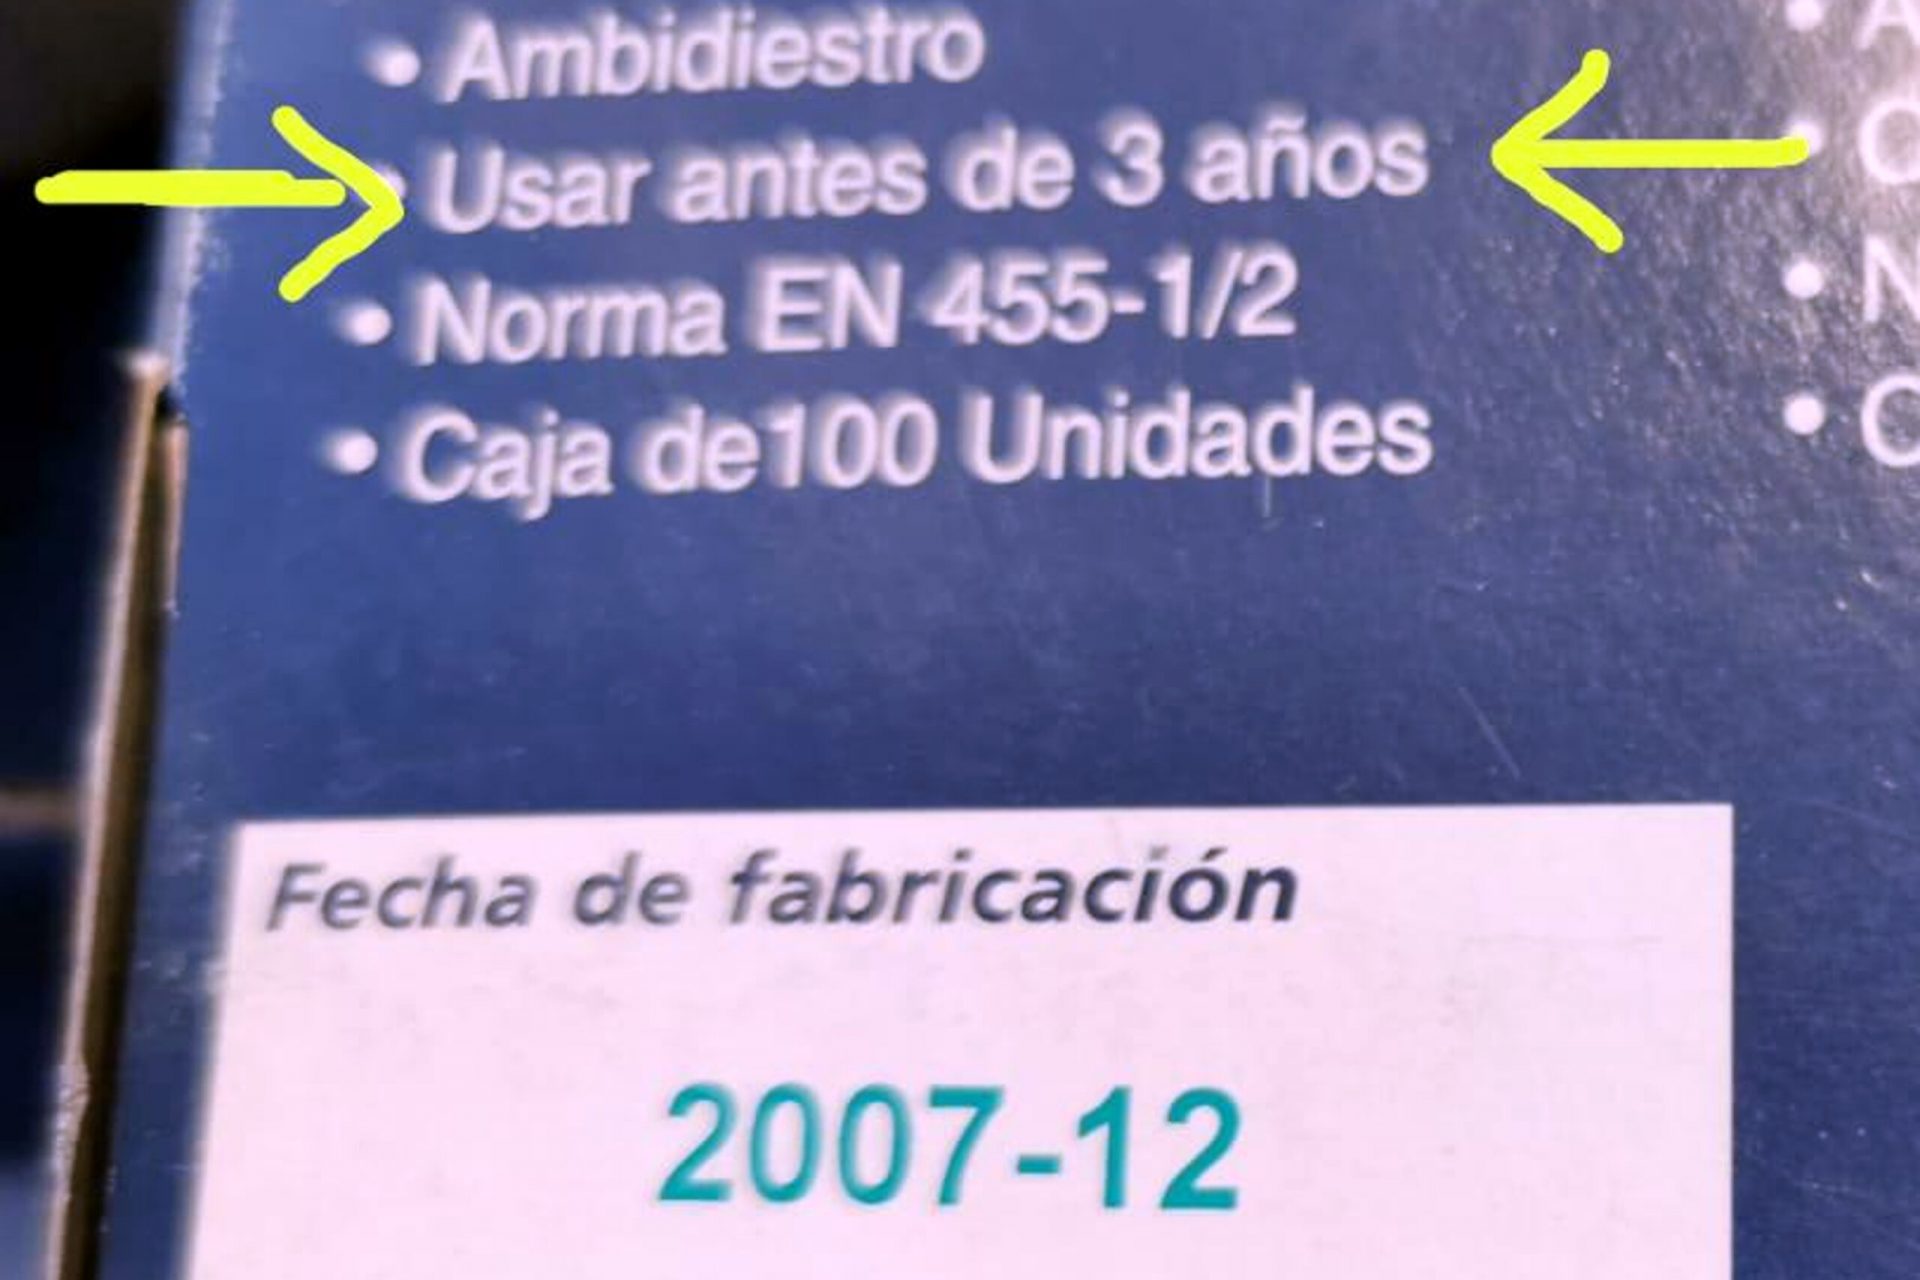 • Ambidiestro
• Usar antes de 3 años
• Norma EN 455-1/2
• Caja de100 Unidades
Fecha de fabricación
2007-12